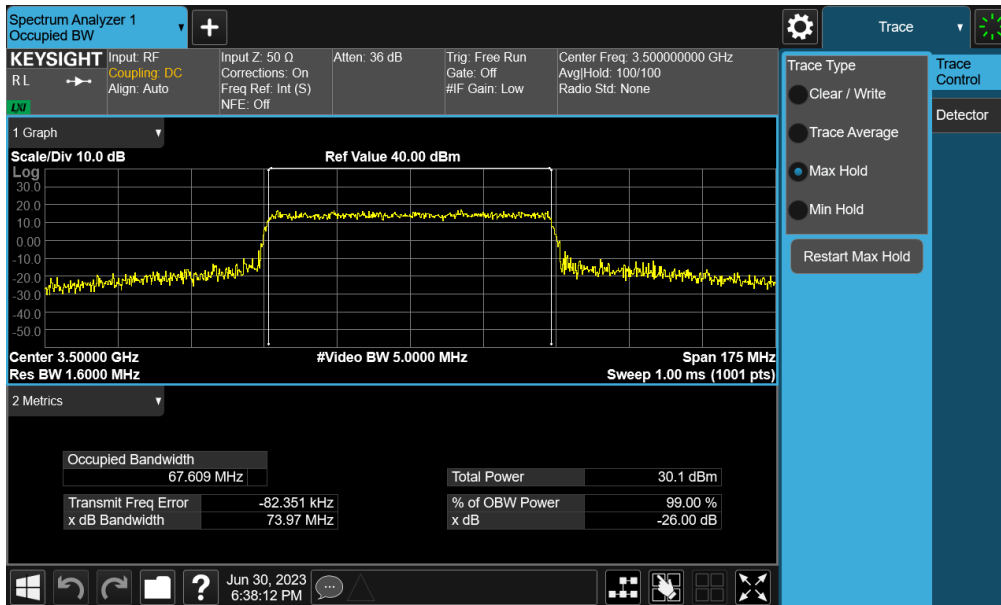 Spectrum Analyzer 1
Occupied BW
+
Trace
KEYSIGHT
R L
LXI
Input: RF
Coupling: DC
Align: Auto
Input Z: 50 Ω
Corrections: On
Freq Ref: Int (S)
NFE: Off
Atten: 36 dB
Trig: Free Run
Gate: Off
#IF Gain: Low
Center Freq: 3.500000000 GHz
Avg|Hold: 100/100
Radio Std: None
Trace Type
Clear / Write
Trace Average
Max Hold
Min Hold
Restart Max Hold
Trace
Control
Detector
1 Graph
Scale/Div 10.0 dB
Ref Value 40.00 dBm
Log
30.0
20.0
10.0
0.00
-10.0
-20.0
-30.0
-40.0
-50.0
Center 3.50000 GHz
#Video BW 5.0000 MHz
Span 175 MHz
Res BW 1.6000 MHz
Sweep 1.00 ms (1001 pts)
2 Metrics
Occupied Bandwidth
67.609 MHz
Total Power 30.1 dBm
Transmit Freq Error -82.351 kHz
% of OBW Power 99.00 %
x dB Bandwidth 73.97 MHz
x dB -26.00 dB
?
Jun 30, 2023
6:38:12 PM